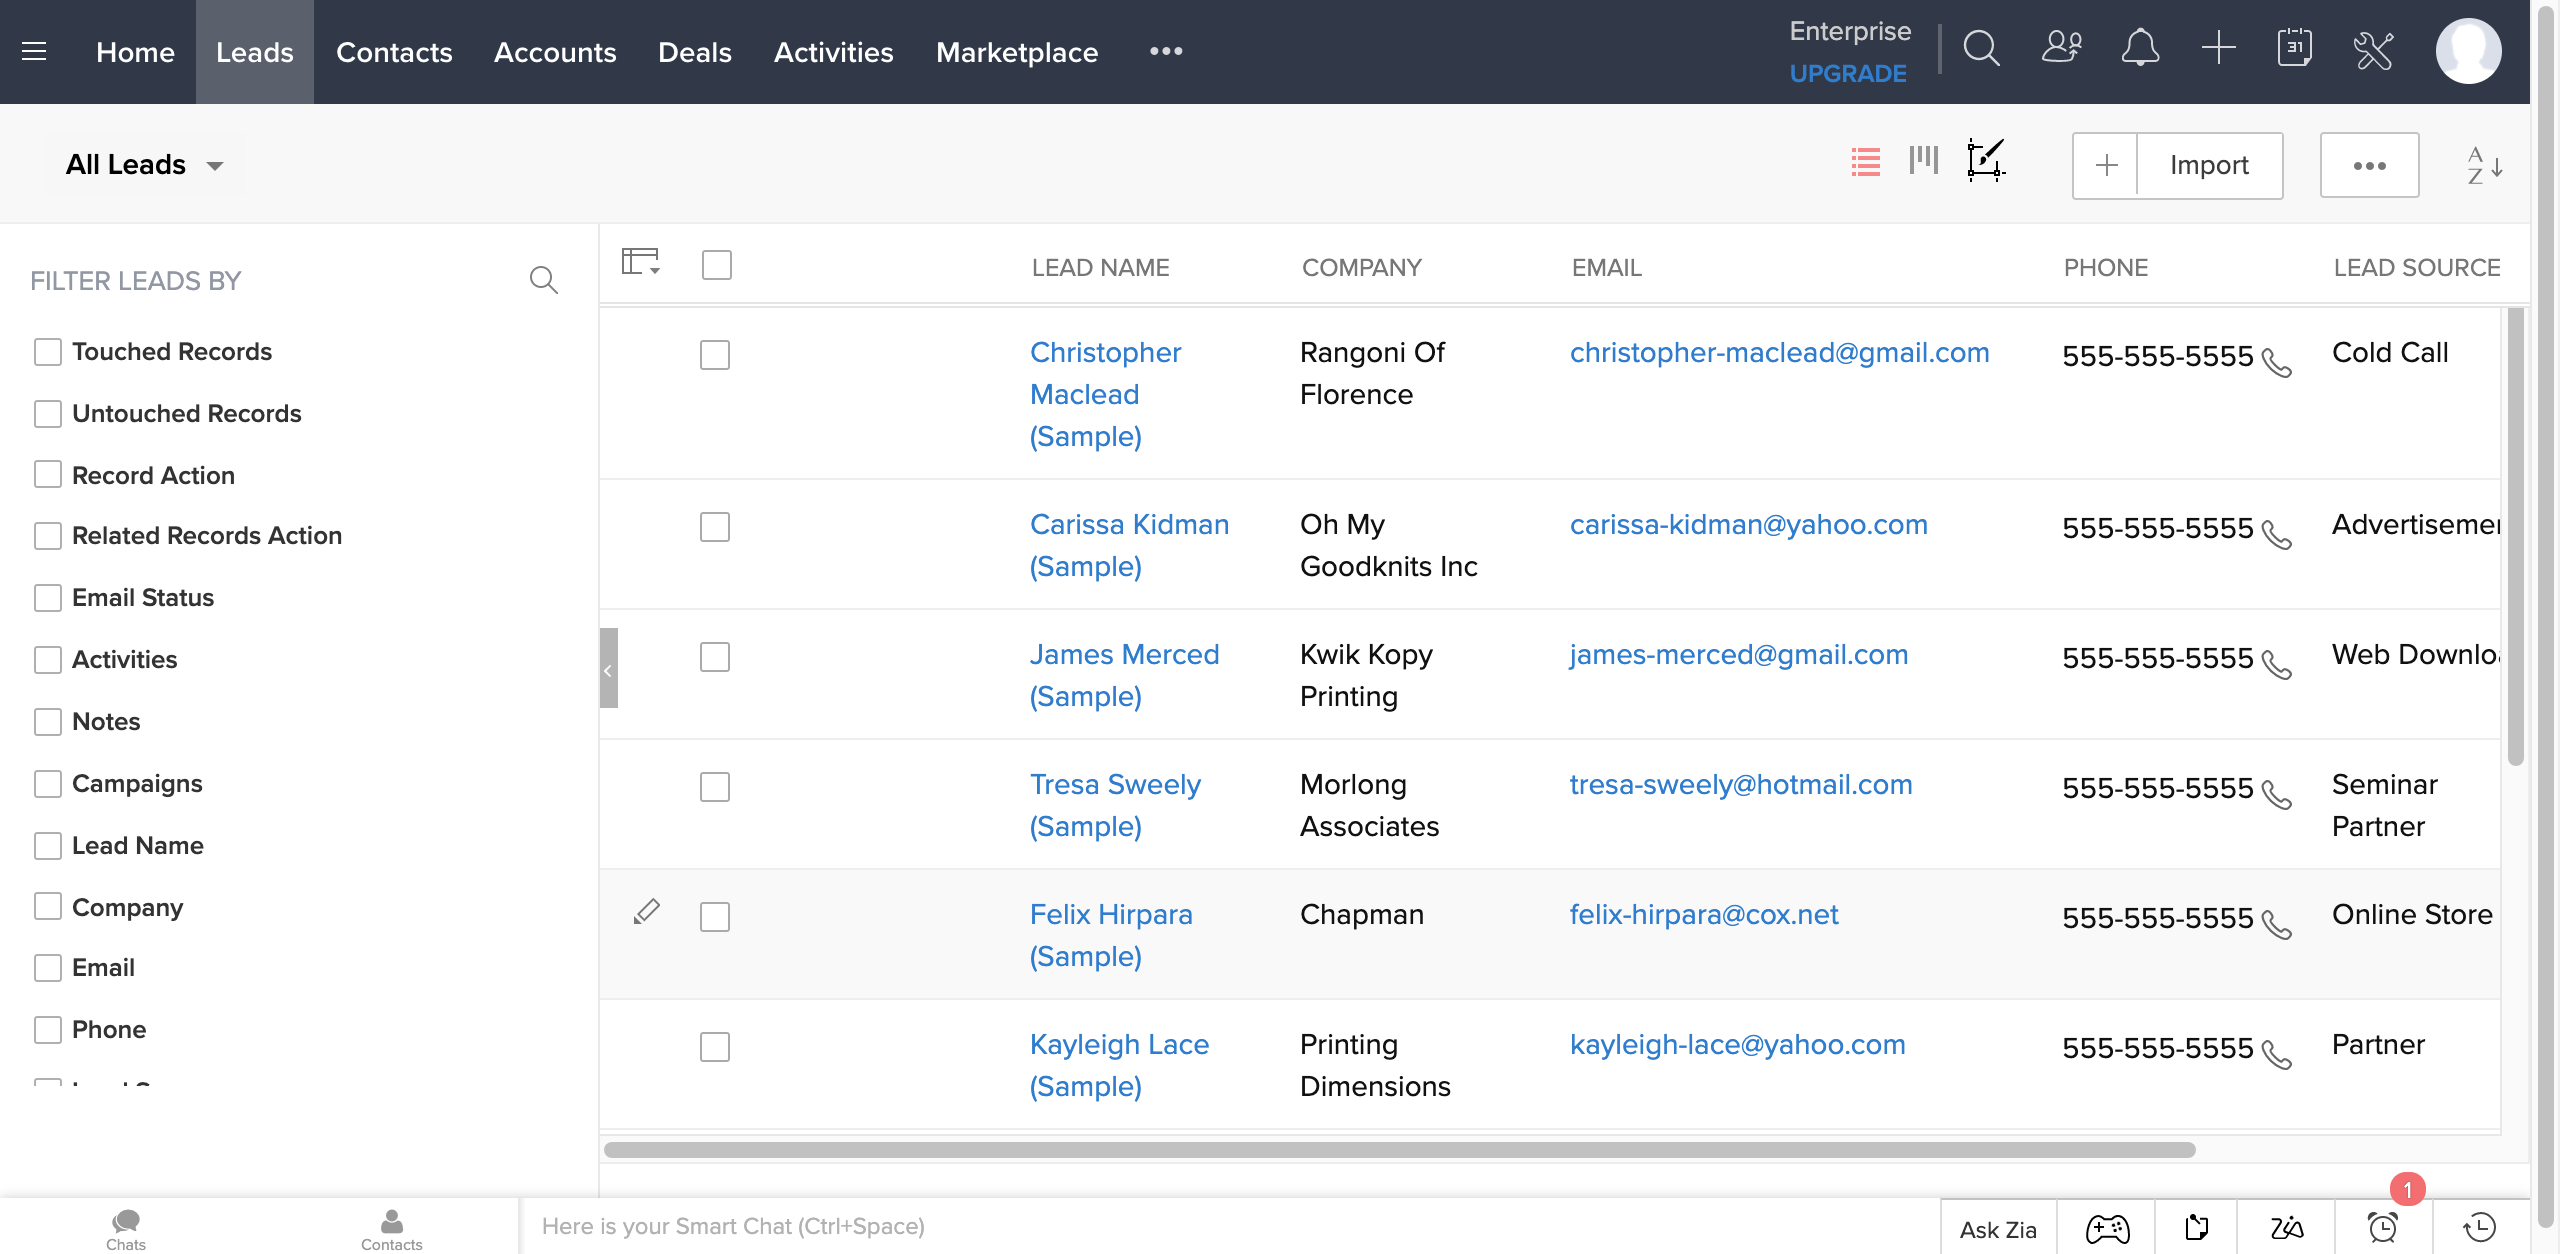 Home Leads Contacts Accounts Deals Activities Marketplace
Enterprise
UPGRADE
31
All Leads
Import
A
Z
FILTER LEADS BY
Touched Records
Untouched Records
Record Action
Related Records Action
Email Status
Activities
Notes
Campaigns
Lead Name
Company
Email
Phone
LEAD NAME COMPANY EMAIL PHONE LEAD SOURCE
Christopher Maclead (Sample) Rangoni Of Florence christopher-maclead@gmail.com 555-555-5555 Cold Call
Carissa Kidman (Sample) Oh My Goodknits Inc carissa-kidman@yahoo.com 555-555-5555
James Merced (Sample) Kwik Kopy Printing james-merced@gmail.com 555-555-5555 Web
Tresa Sweely (Sample) Morlong Associates tresa-sweely@hotmail.com 555-555-5555 Seminar Partner
Felix Hirpara (Sample) Chapman felix-hirpara@cox.net 555-555-5555 Online Store
Kayleigh Lace (Sample) Printing Dimensions kayleigh-lace@yahoo.com 555-555-5555 Partner
Chats
Contacts
Here is your Smart Chat (Ctrl+Space)
Ask Zia
1